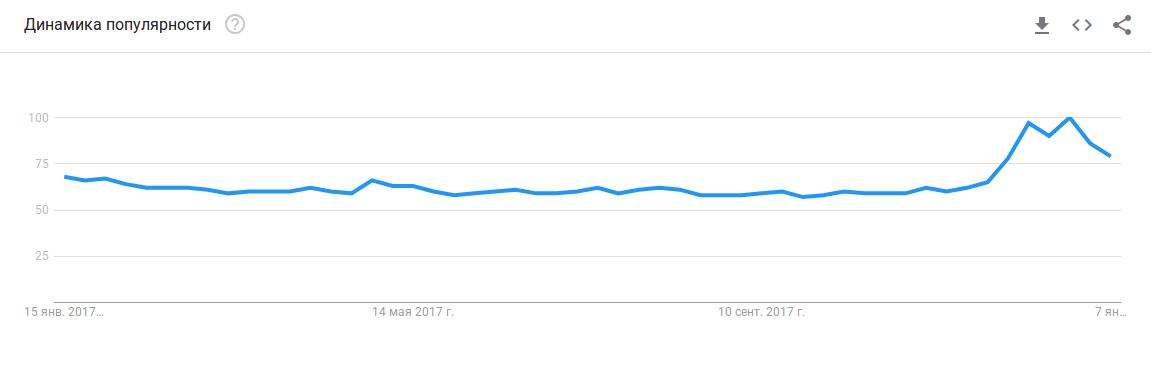 Динамика популярности ?
100
75
50
25
15 янв. 2017...
14 мая 2017 г.
10 сент. 2017 г.
7 ян...